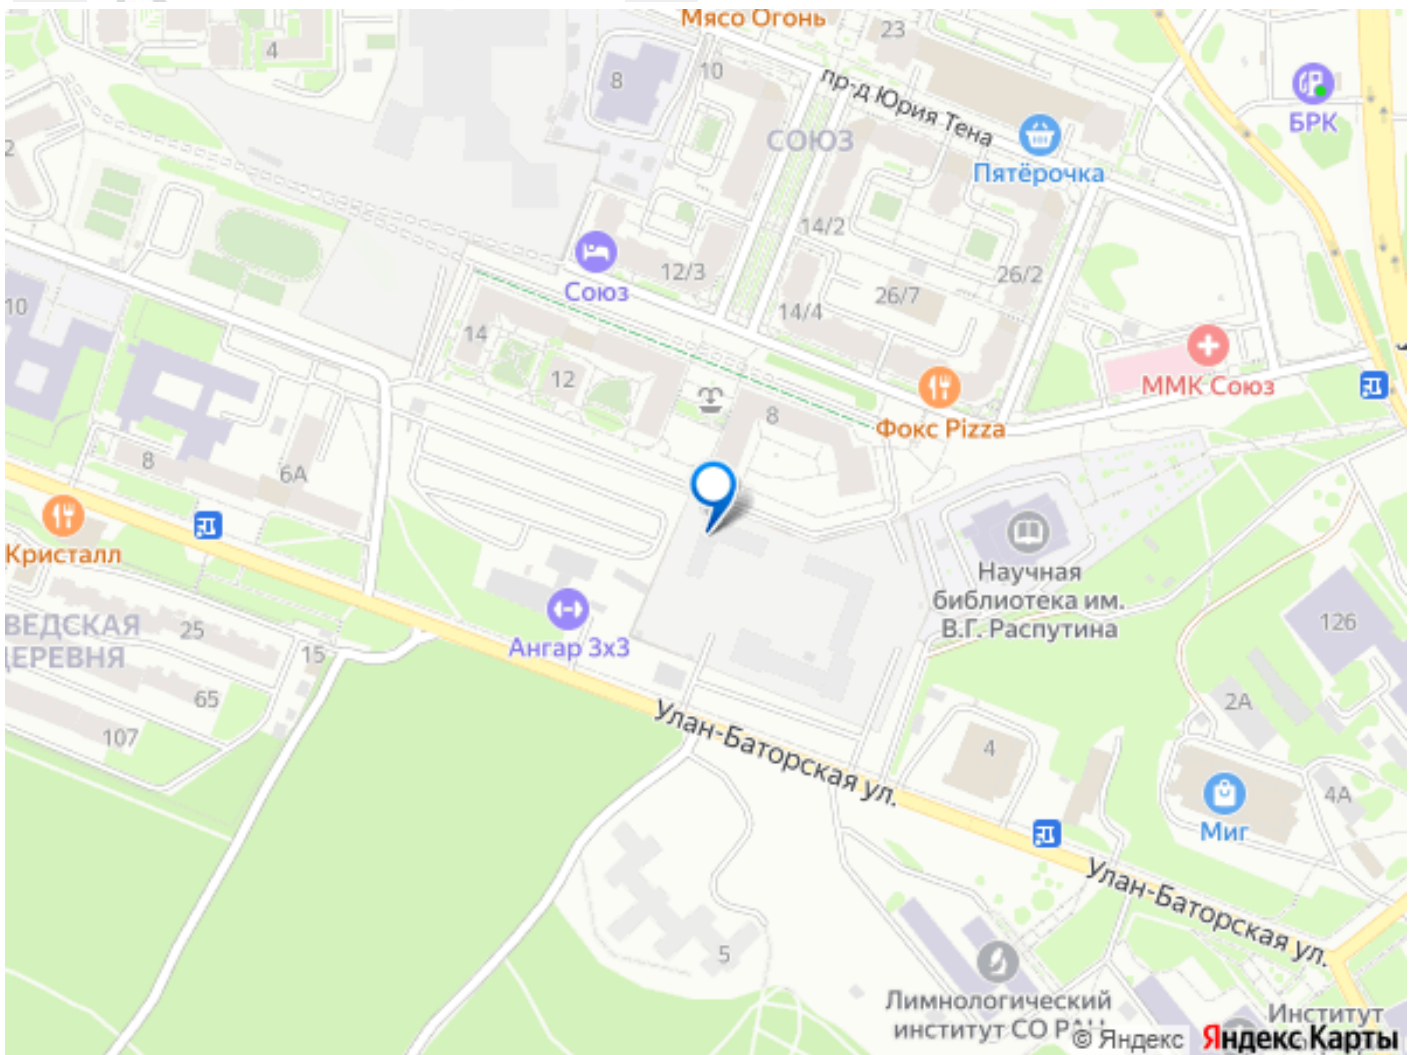 Мясо Огонь
23
4
10
8
пр-д Юрия Тена
БРК
СОЮЗ
Пятёрочка
2
14/2
12/3
26/2
Союз
26/7
10
14/4
14
12
ММК Союз
8
Фокс Pizza
8
6А
Кристалл
Научная
библиотека им.
В.Г. Распутина
ВЕДСКАЯ
ДЕРЕВНЯ
25
15
Ангар 3х3
126
65
2А
107
Улан-Баторская ул.
4
4А
Миг
Улан-Баторская ул.
5
Лимнологический
институт СО РАН
Институт
© Яндекс
Яндекс Карты